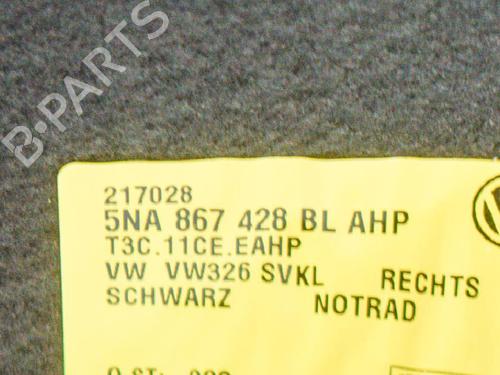 B-PARTS
217028
5NA 867 428 BL AHP
T3C.11CE.EAHP
VW VW326 SVKL RECHTS
SCHWARZ NOTRAD